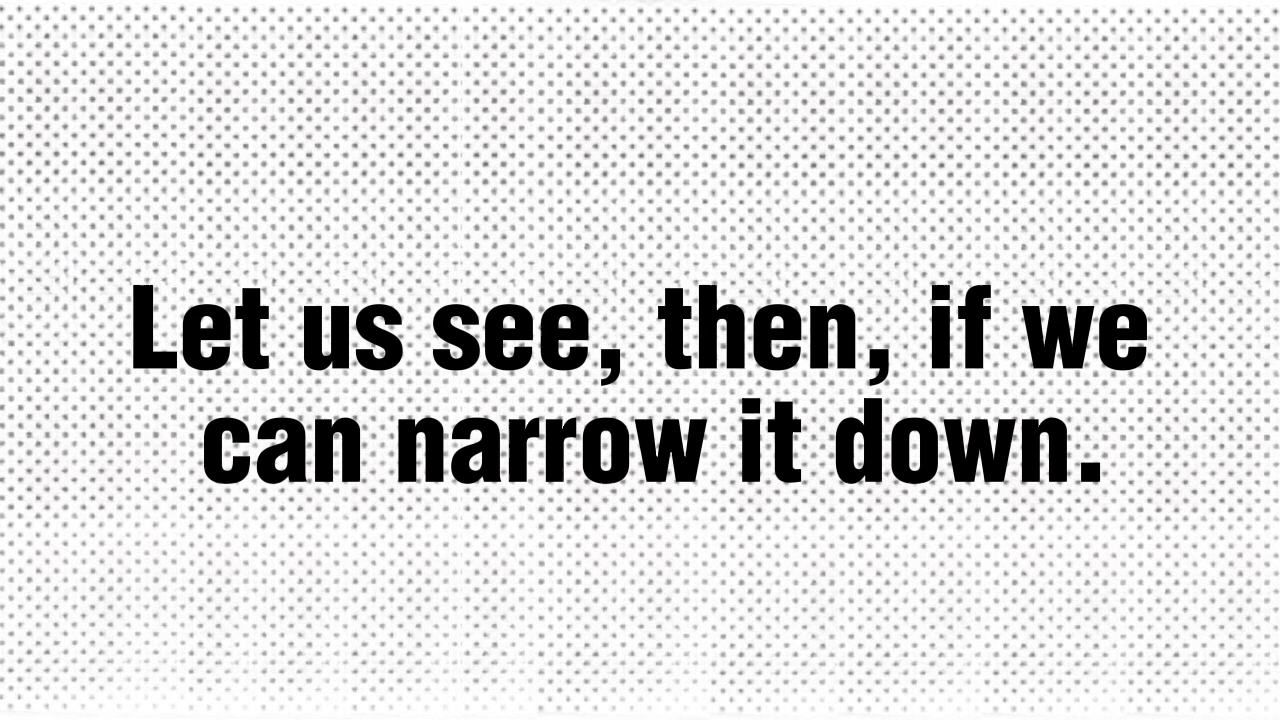 Let us see, then, if we
can narrow it down.